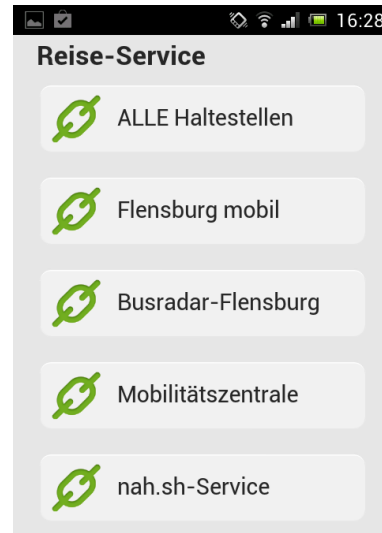 16:28
Reise-Service
ALLE Haltestellen
Flensburg mobil
Busradar-Flensburg
Mobilitätszentrale
nah.sh-Service